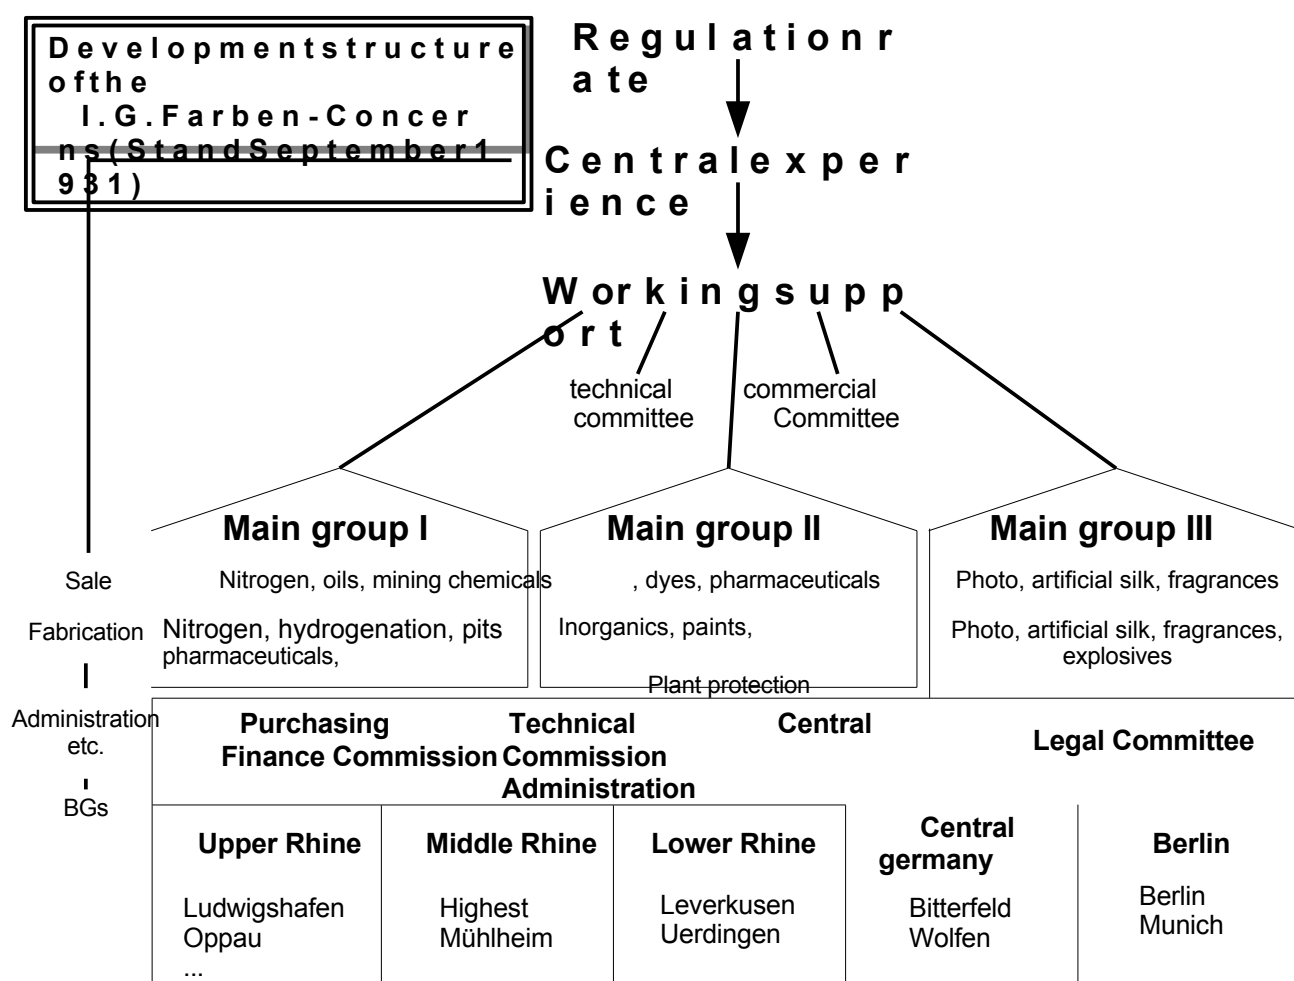 Developmentstructure
ofthe
I.G.Farben-Concer
ns(StandSeptember1
931)
Regulationr
ate
Centralexper
ience
Workingsupp
ort
technical
committee
commercial
Committee
Main group I
Main group II
Main group III
Sale
Nitrogen, oils, mining chemicals
, dyes, pharmaceuticals
Photo, artificial silk, fragrances
Fabrication
Nitrogen, hydrogenation, pits
pharmaceuticals,
Inorganics, paints,
Plant protection
Photo, artificial silk, fragrances,
explosives
Administration
etc.
Purchasing
Finance Commission
Technical
Commission
Administration
Central
Legal Committee
BGs
Upper Rhine
Middle Rhine
Lower Rhine
Central
germany
Berlin
Ludwigshafen
Oppau
...
Highest
Mühlheim
Leverkusen
Uerdingen
Bitterfeld
Wolfen
Berlin
Munich